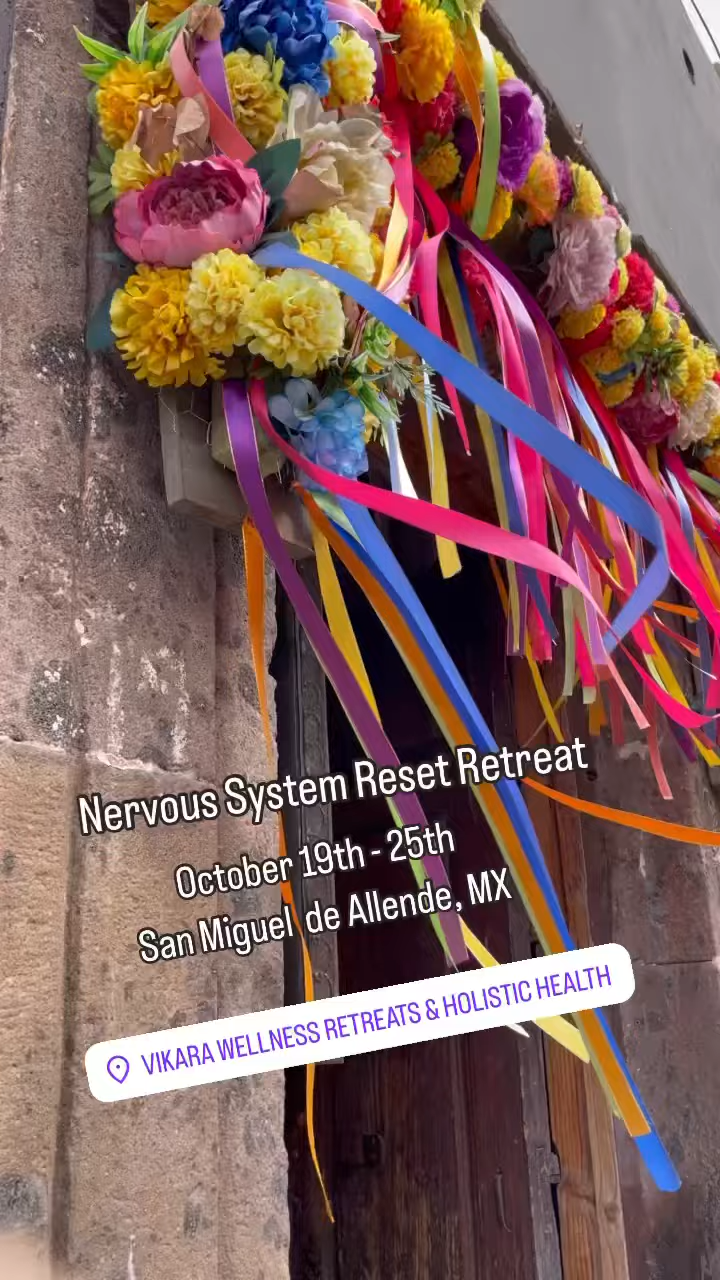 Nervous System Reset Retreat
October 19th - 25th
San Miguel de Allende, MX
VIKARA WELLNESS RETREATS & HOLISTIC HEALTH